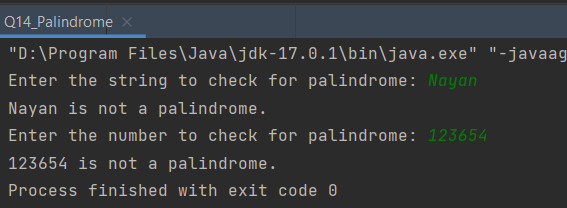 Q14_Palindrome ×
"D:\Program Files\Java\jdk-17.0.1\bin\java.exe" "-javaag
Enter the string to check for palindrome: Nayan
Nayan is not a palindrome.
Enter the number to check for palindrome: 123654
123654 is not a palindrome.
Process finished with exit code 0